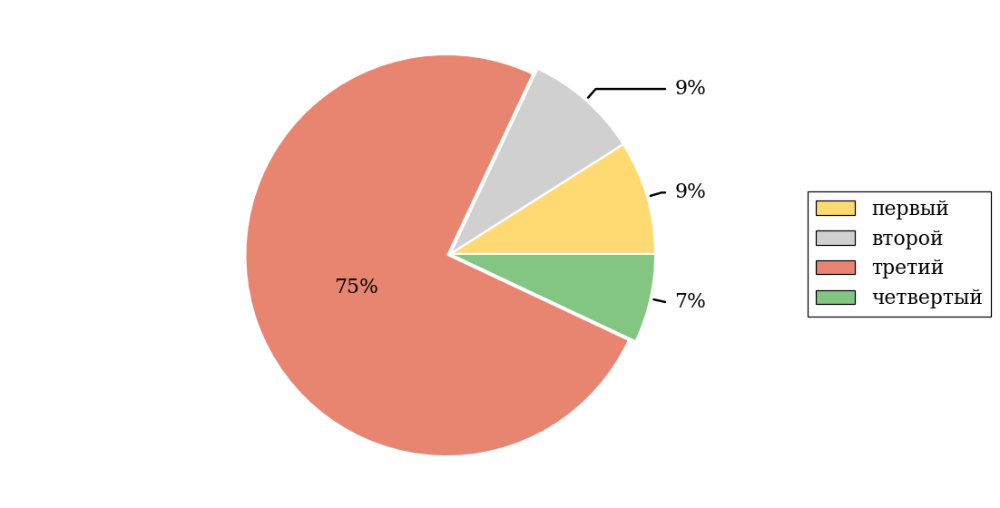 9%
9%
75%
7%
первый
второй
третий
четвертый